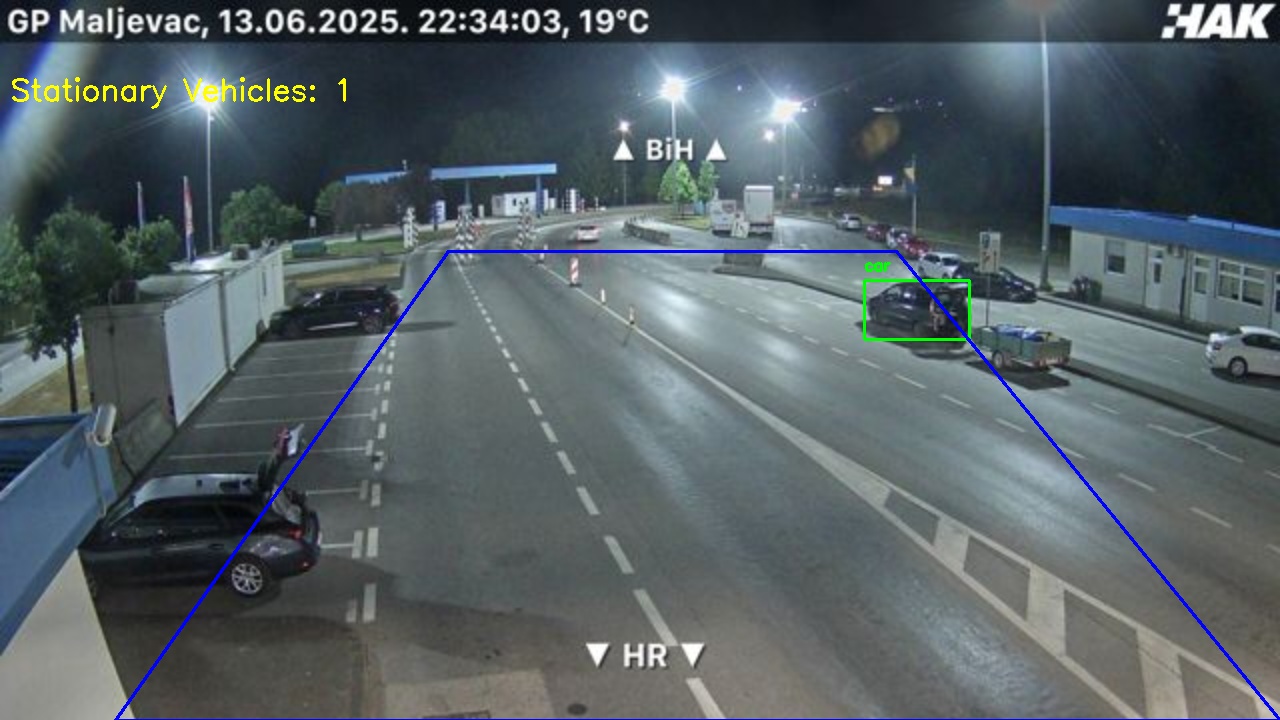 GP Maljevac, 13.06.2025. 22:34:03, 19°C
HAK
Stationary Vehicles: 1
▲ BiH ▲
car
▼ HR ▼